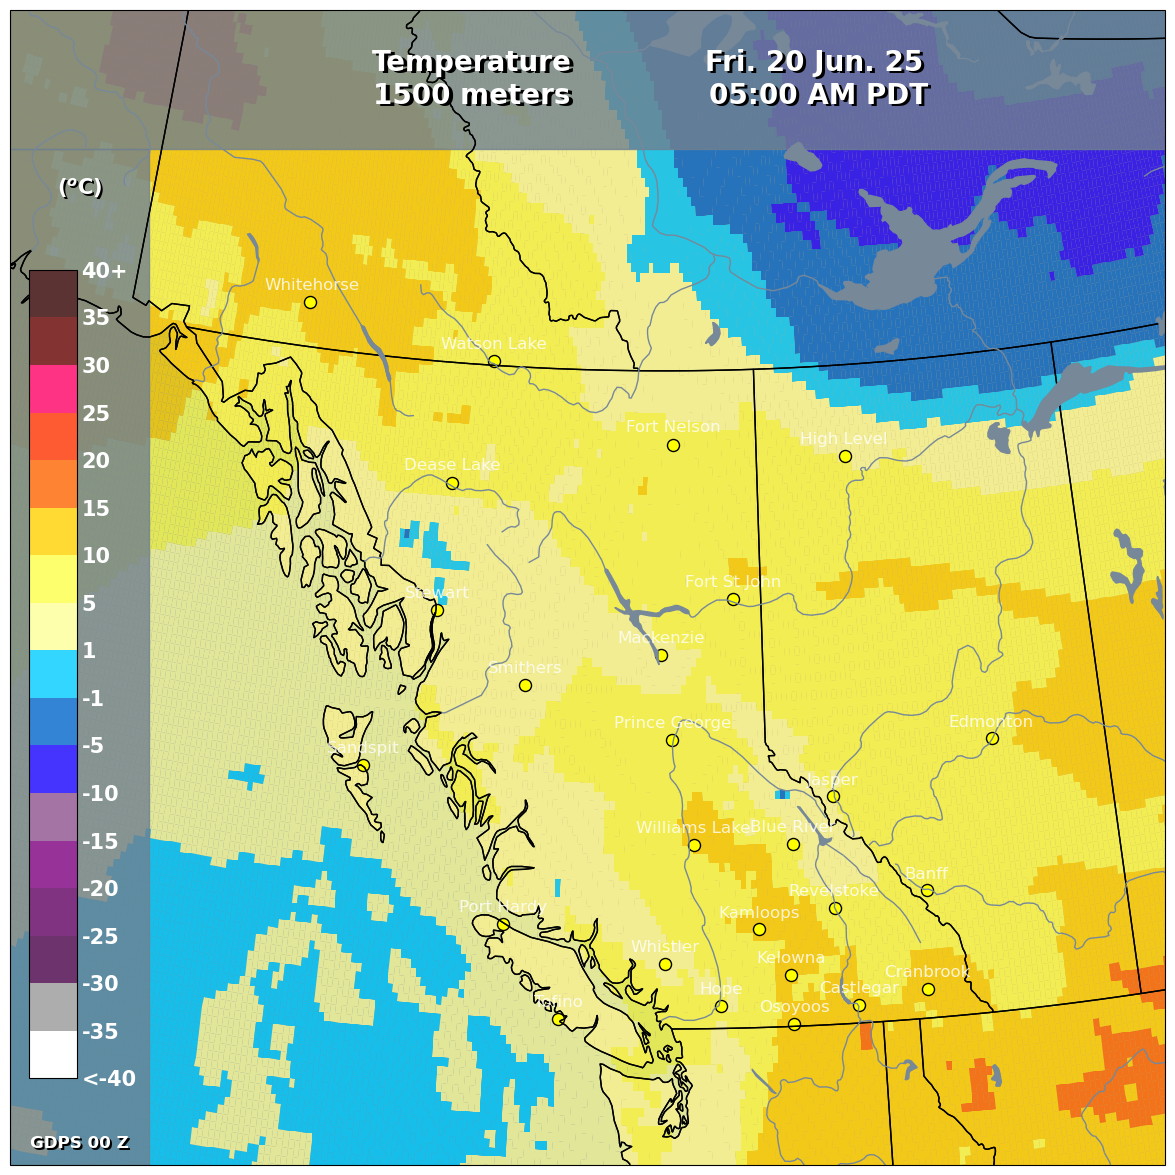 Temperature
1500 meters
Fri. 20 Jun. 25
05:00 AM PDT
(°C)
40+
35
30
25
20
15
10
5
1
-1
-5
-10
-15
-20
-25
-30
-35
<-40
Whitehorse
Watson Lake
Fort Nelson
High Level
Dease Lake
Fort St John
Stewart
Mackenzie
Smithers
Prince George
Edmonton
Sandspit
Jasper
Williams Lake
Blue River
Banff
Revelstoke
Port Hardy
Kamloops
Whistler
Kelowna
Cranbrook
Hope
Castlegar
Tofino
Osoyoos
GDPS 00 Z